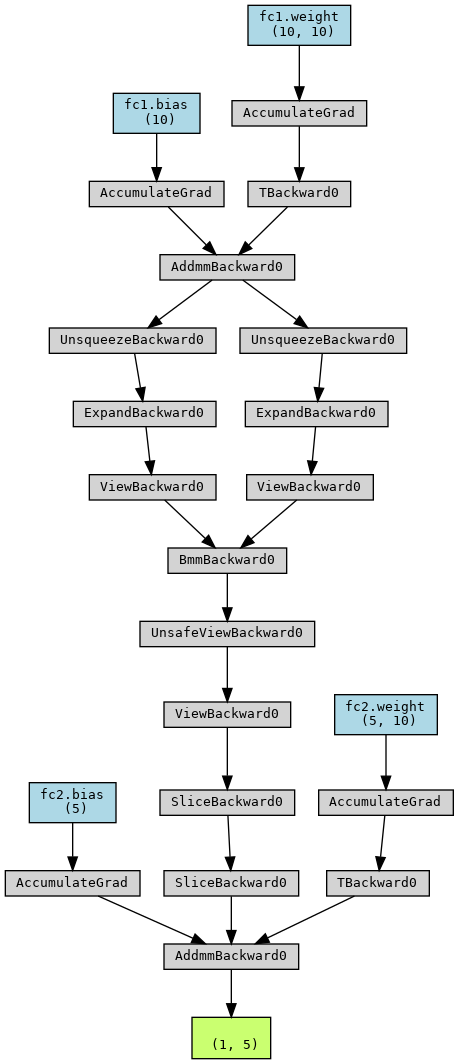 fc1.weight
(10, 10)
fc1.bias
(10)
AccumulateGrad
AccumulateGrad
TBackward0
AddmmBackward0
UnsqueezeBackward0
UnsqueezeBackward0
ExpandBackward0
ExpandBackward0
ViewBackward0
ViewBackward0
BmmBackward0
UnsafeViewBackward0
ViewBackward0
fc2.weight
(5, 10)
fc2.bias
(5)
SliceBackward0
AccumulateGrad
AccumulateGrad
SliceBackward0
TBackward0
AddmmBackward0
(1, 5)